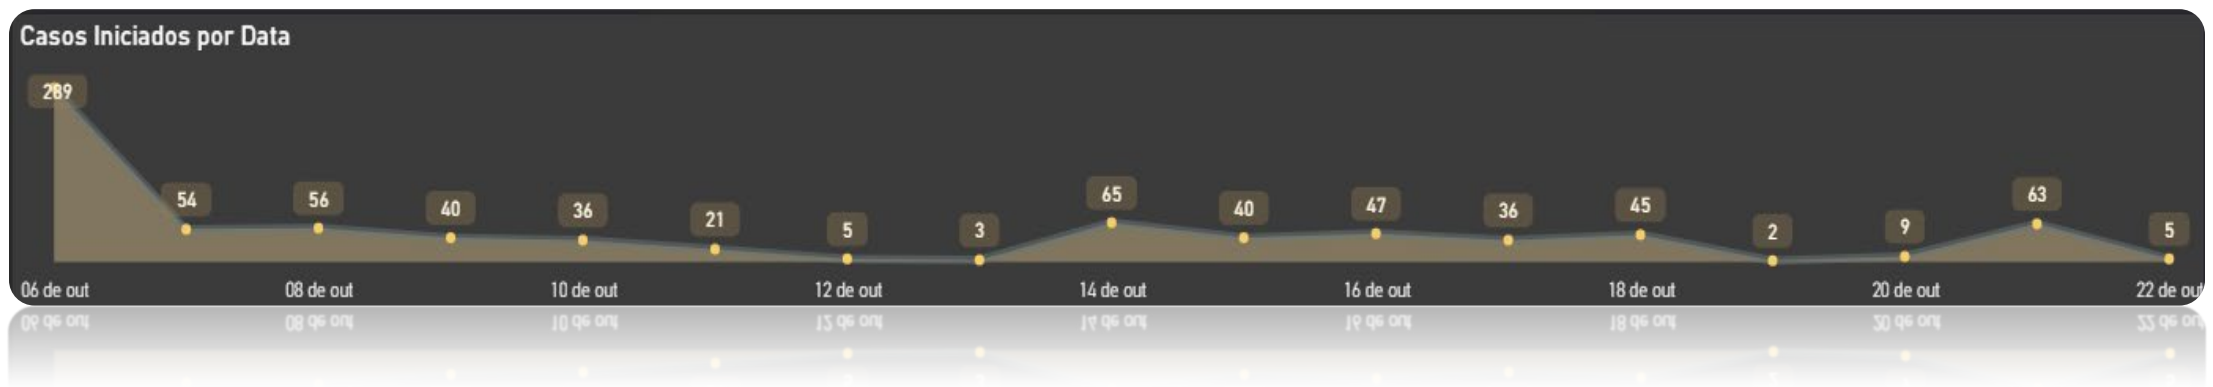 Casos Iniciados por Data
289
54
56
40
36
21
5
3
65
40
47
36
45
2
9
63
5
06 de out
08 de out
10 de out
12 de out
14 de out
16 de out
18 de out
20 de out
22 de out